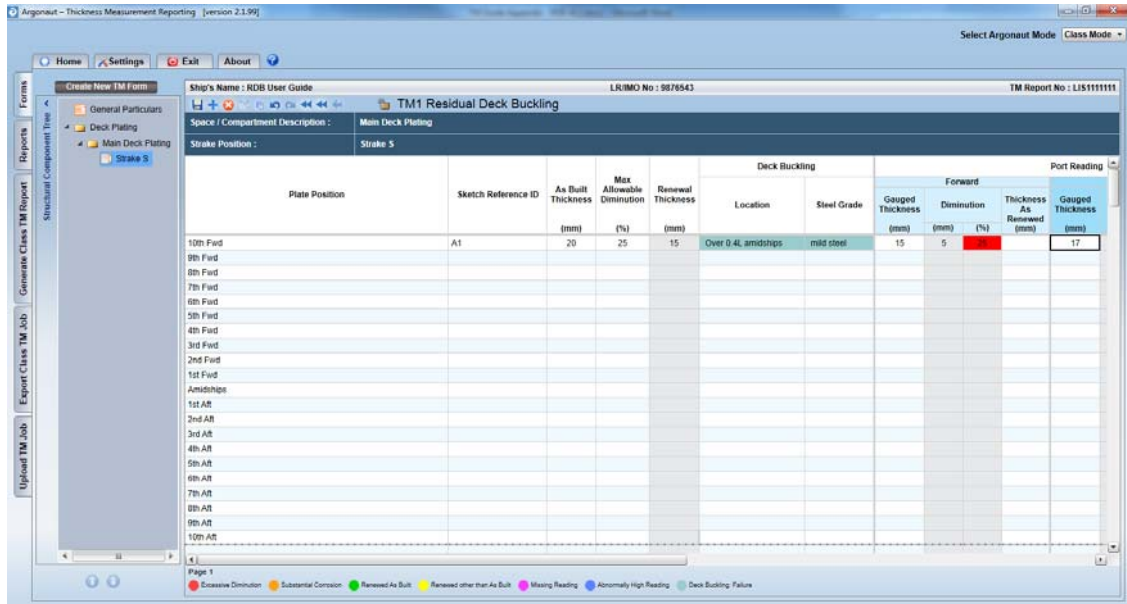 Argonaut – Thickness Measurement Reporting [version 2.1.99]
Select Argonaut Mode Class Mode
Home Settings Exit About
Forms
Reports
Generate Class TM Report
Export Class TM Job
Upload TM Job
Structural Component Tree
Create New TM Form
General Particulars
Deck Plating
Main Deck Plating
Strake S
Ship's Name : RDB User Guide LR/IMO No : 9876543 TM Report No : LIS1111111
TM1 Residual Deck Buckling
Space / Compartment Description : Main Deck Plating
Strake Position : Strake S
Plate Position
Sketch Reference ID
As Built Thickness (mm)
Max Allowable Diminution (%)
Renewal Thickness (mm)
Deck Buckling
Location
Steel Grade
Port Reading
Forward
Gauged Thickness (mm)
Diminution (mm) (%)
Thickness As Renewed (mm)
Gauged Thickness (mm)
10th Fwd A1 20 25 15 Over 0.4L amidships mild steel 15 5 25 17
9th Fwd
8th Fwd
7th Fwd
6th Fwd
5th Fwd
4th Fwd
3rd Fwd
2nd Fwd
1st Fwd
Amidships
1st Aft
2nd Aft
3rd Aft
4th Aft
5th Aft
6th Aft
7th Aft
8th Aft
9th Aft
10th Aft
Page 1
Excessive Diminution Substantial Corrosion Renewed As Built Renewed other than As Built Missing Reading Abnormally High Reading Deck Buckling Failure